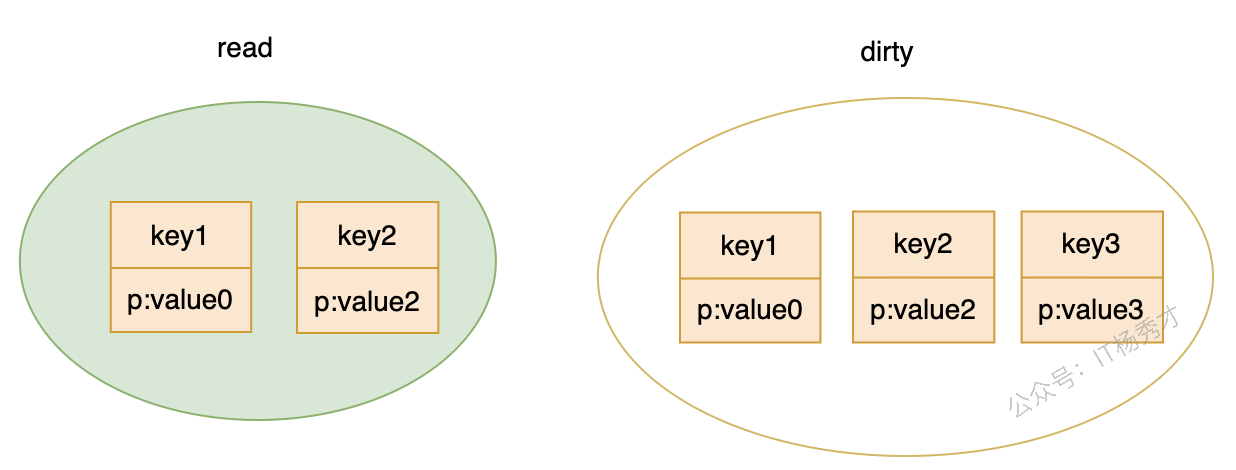 read
dirty
key1
key2
p:value0
p:value2
key1
key2
key3
p:value0
p:value2
p:value3
公众号：IT杨秀才